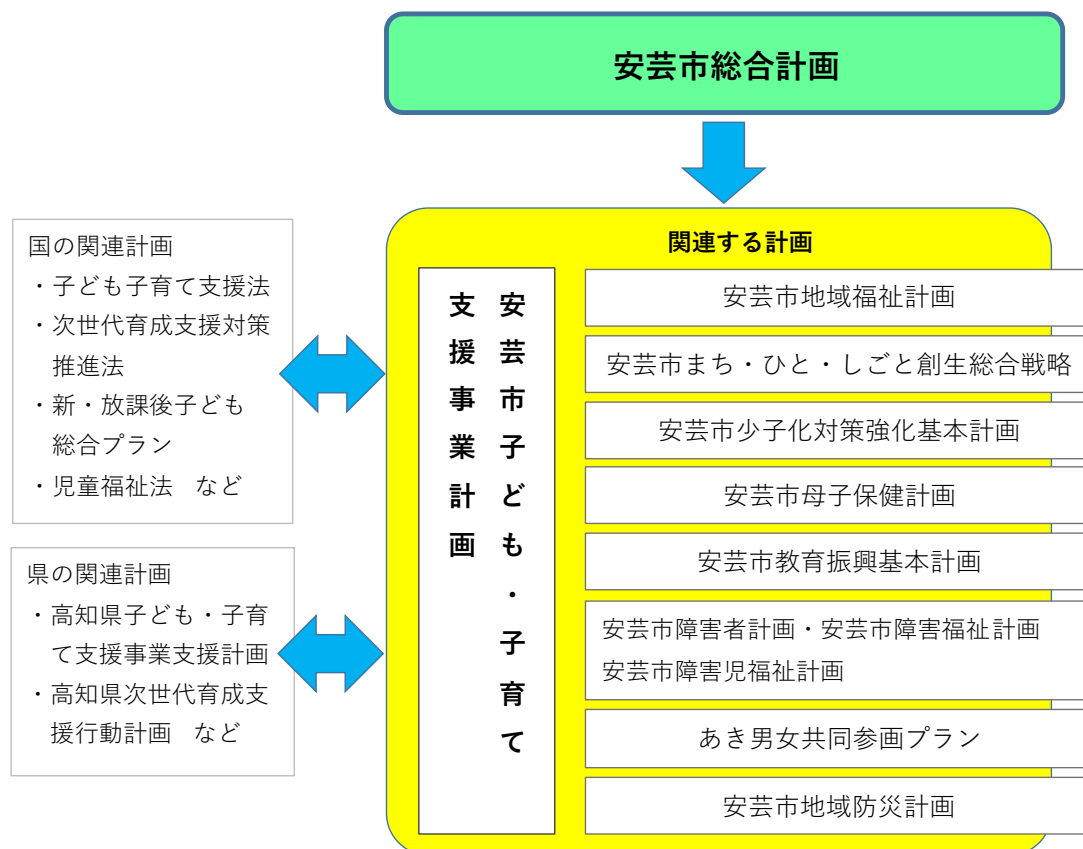 安芸市総合計画
国の関連計画
・子ども子育て支援法
・次世代育成支援対策
推進法
・新・放課後子ども
総合プラン
・児童福祉法　など
県の関連計画
・高知県子ども・子育
て支援事業支援計画
・高知県次世代育成支
援行動計画　など
関連する計画
安芸市子ども・子育て
支援事業計画
安芸市地域福祉計画
安芸市まち・ひと・しごと創生総合戦略
安芸市少子化対策強化基本計画
安芸市母子保健計画
安芸市教育振興基本計画
安芸市障害者計画・安芸市障害福祉計画
安芸市障害児福祉計画
あき男女共同参画プラン
安芸市地域防災計画